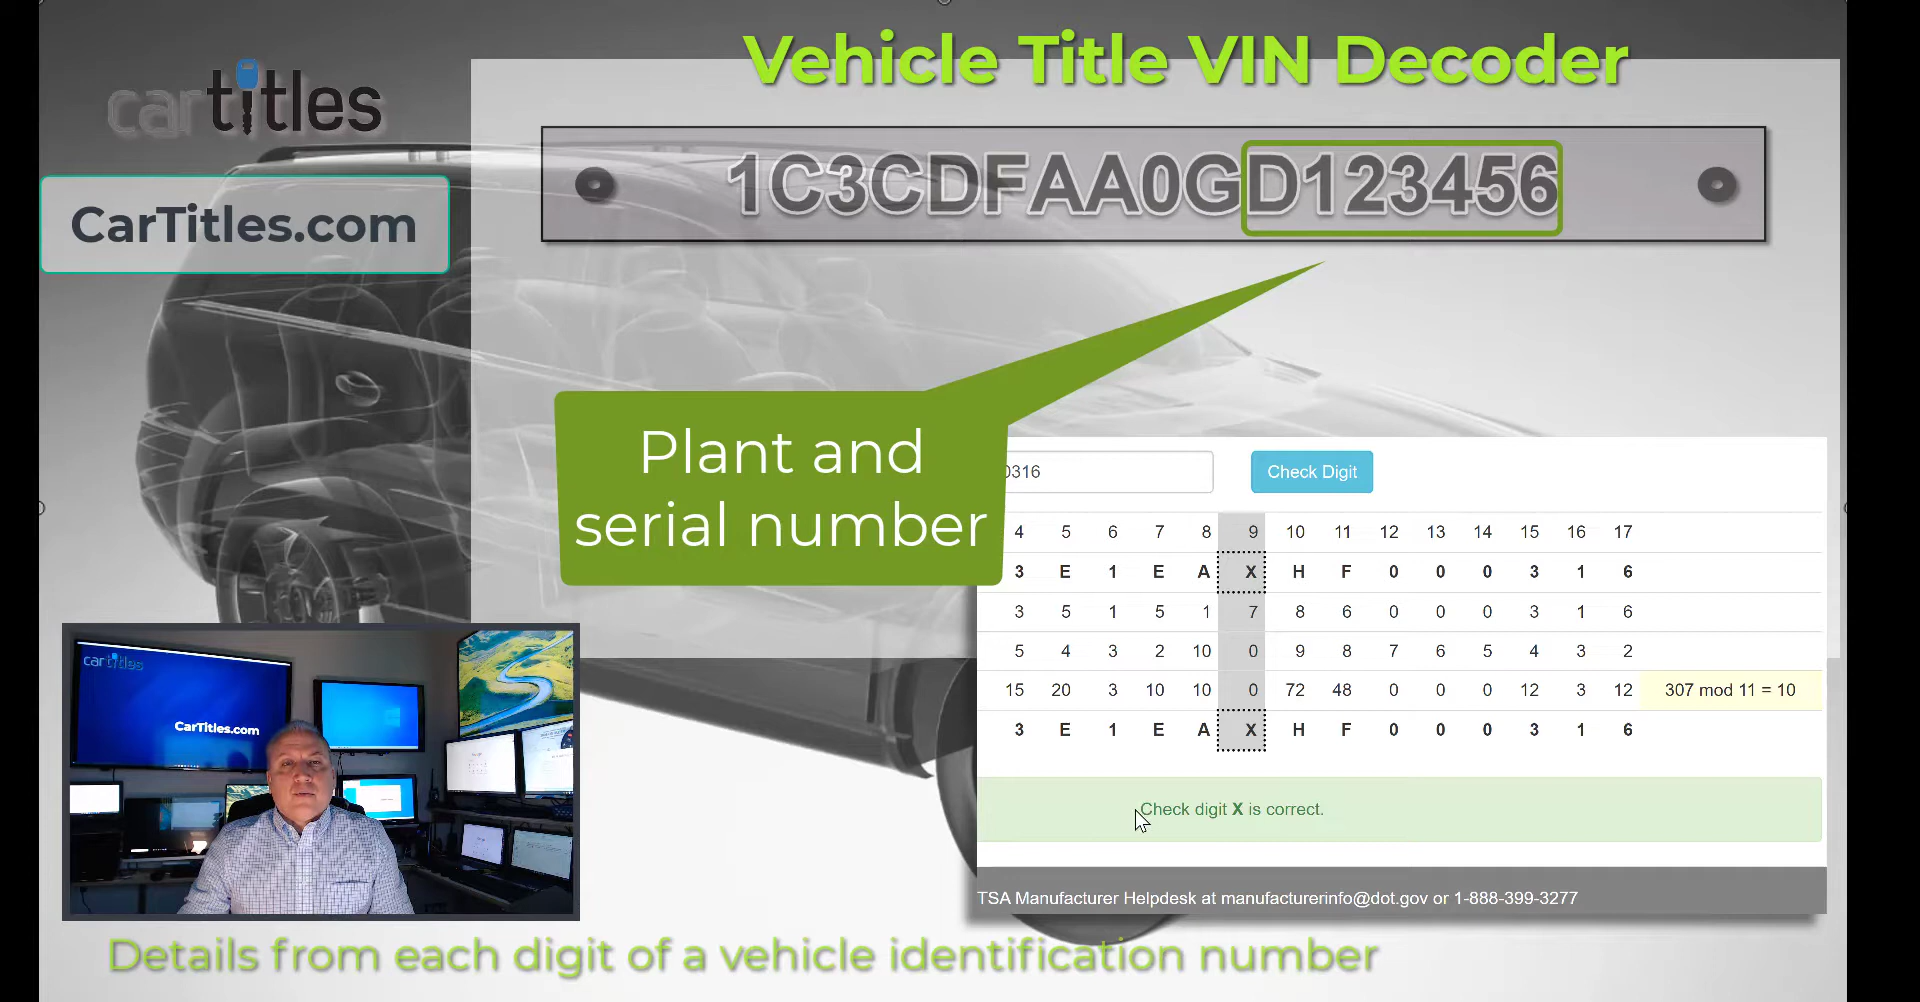 Vehicle Title VIN Decoder
cartitles
1C3CDFAA0GD123456
CarTitles.com
Plant and
serial number
0316
Check Digit
4 5 6 7 8 9 10 11 12 13 14 15 16 17
3 E 1 E A X H F 0 0 0 3 1 6
3 5 1 5 1 7 8 6 0 0 0 3 1 6
5 4 3 2 10 0 9 8 7 6 5 4 3 2
15 20 3 10 10 0 72 48 0 0 0 12 3 12 307 mod 11 = 10
3 E 1 E A X H F 0 0 0 3 1 6
Check digit X is correct.
TSA Manufacturer Helpdesk at manufacturerinfo@dot.gov or 1-888-399-3277
cartitles
CarTitles.com
Details from each digit of a vehicle identification number